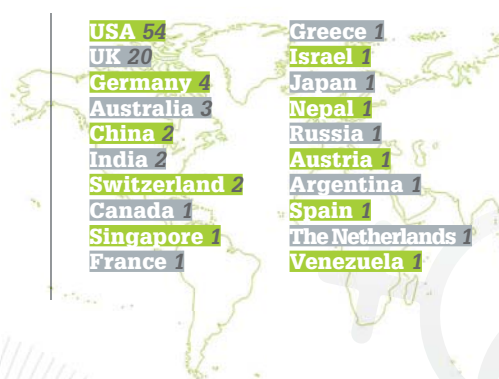 USA 54
UK 20
Germany 4
Australia 3
China 2
India 2
Switzerland 2
Canada 1
Singapore 1
France 1
Greece 1
Israel 1
Japan 1
Nepal 1
Russia 1
Austria 1
Argentina 1
Spain 1
The Netherlands 1
Venezuela 1